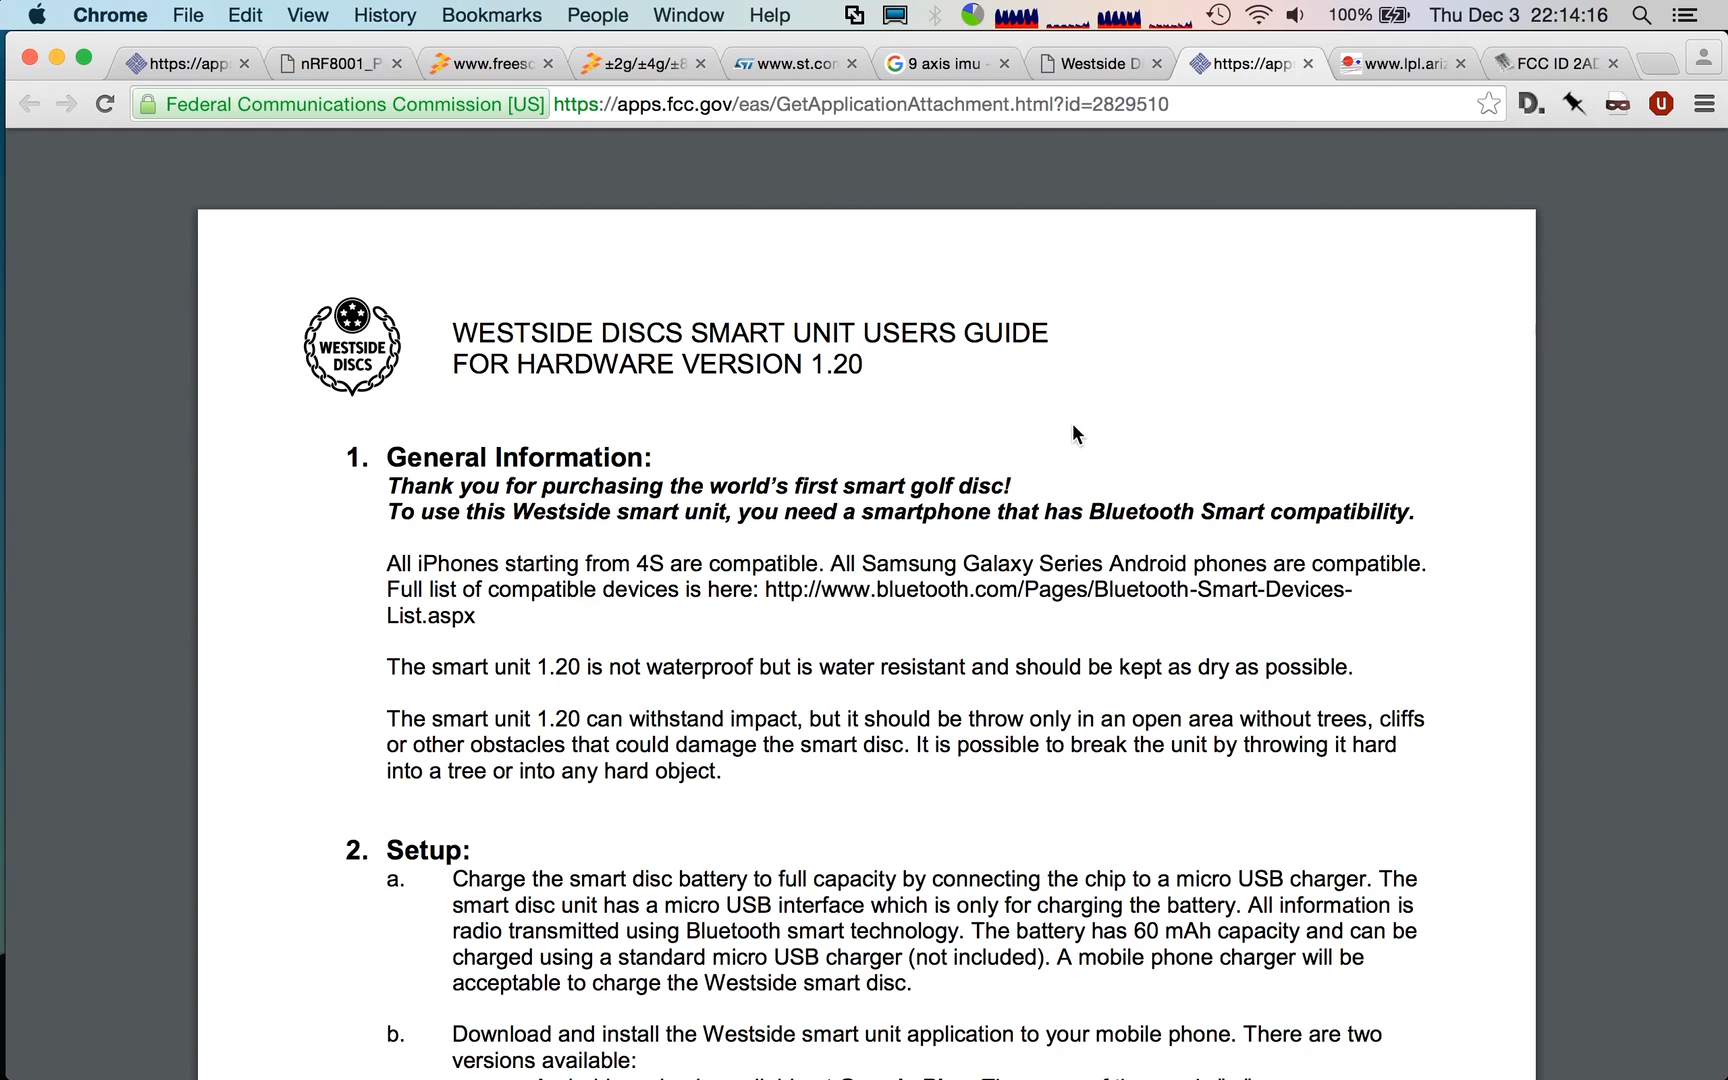 Chrome File Edit View History Bookmarks People Window Help 100% Thu Dec 3 22:14:16
https://app nRF8001_P www.freesc ±2g/±4g/±8 www.st.con 9 axis imu - Westside Di https://app www.lpl.ariz FCC ID 2AD
Federal Communications Commission [US] https://apps.fcc.gov/eas/GetApplicationAttachment.html?id=2829510 D.
WESTSIDE
DISCS
WESTSIDE DISCS SMART UNIT USERS GUIDE
FOR HARDWARE VERSION 1.20
1. General Information:
Thank you for purchasing the world's first smart golf disc!
To use this Westside smart unit, you need a smartphone that has Bluetooth Smart compatibility.
All iPhones starting from 4S are compatible. All Samsung Galaxy Series Android phones are compatible.
Full list of compatible devices is here: http://www.bluetooth.com/Pages/Bluetooth-Smart-Devices-
List.aspx
The smart unit 1.20 is not waterproof but is water resistant and should be kept as dry as possible.
The smart unit 1.20 can withstand impact, but it should be throw only in an open area without trees, cliffs
or other obstacles that could damage the smart disc. It is possible to break the unit by throwing it hard
into a tree or into any hard object.
2. Setup:
a. Charge the smart disc battery to full capacity by connecting the chip to a micro USB charger. The
smart disc unit has a micro USB interface which is only for charging the battery. All information is
radio transmitted using Bluetooth smart technology. The battery has 60 mAh capacity and can be
charged using a standard micro USB charger (not included). A mobile phone charger will be
acceptable to charge the Westside smart disc.
b. Download and install the Westside smart unit application to your mobile phone. There are two
versions available: